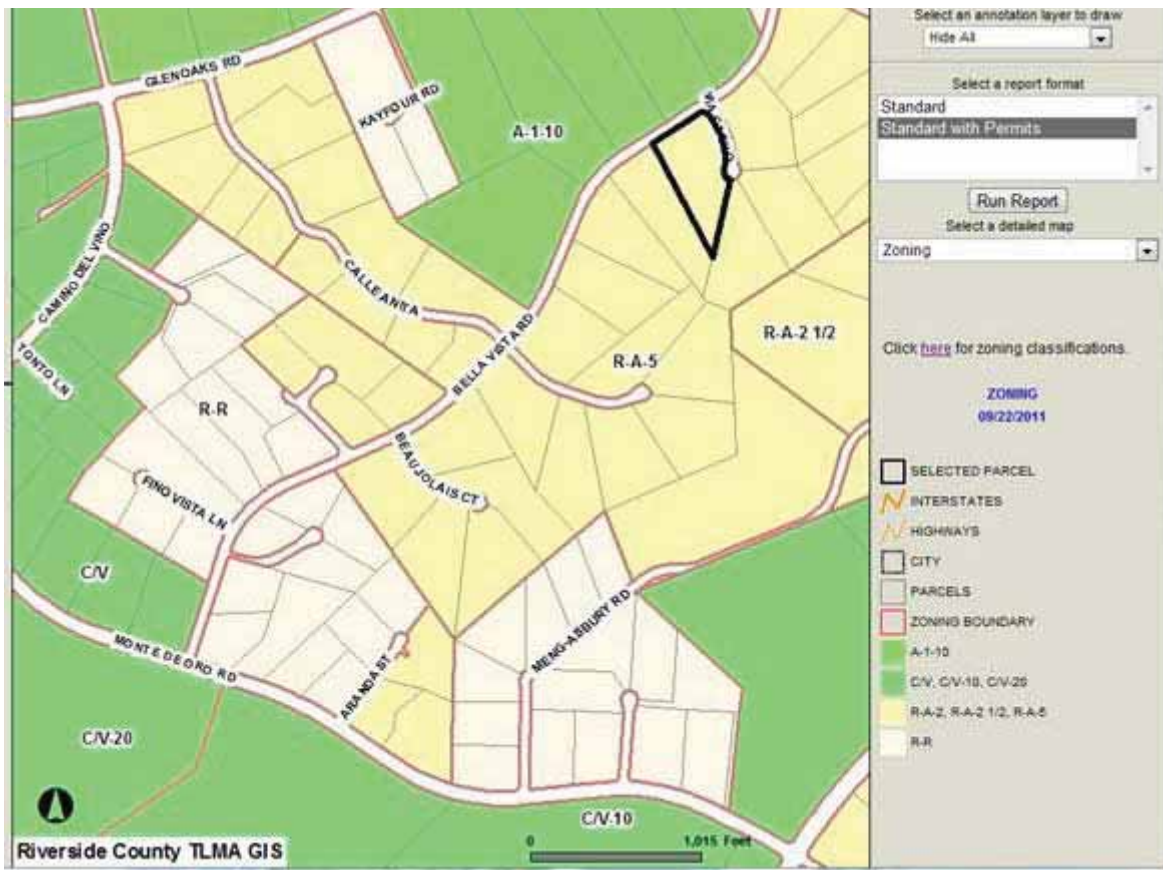 GLENOAKS RD
KAYFOUR RD
A-1-10
CAMINO DEL VINO
TONTO LN
CALLE ANITA
BELLA VISTA RD
R-A-2 1/2
R-A-5
R-R
BEAUJOLAIS CT
FINO VISTA LN
C/V
MONTE DE ORO RD
ARANDA ST
MENG-ASBURY RD
C/V-20
C/V-10
0 1,015 Feet
Riverside County TLMA GIS
Select an annotation layer to draw
Hide All
Select a report format
Standard
Standard with Permits
Run Report
Select a detailed map
Zoning
Click here for zoning classifications.
ZONING
09/22/2011
SELECTED PARCEL
INTERSTATES
HIGHWAYS
CITY
PARCELS
ZONING BOUNDARY
A-1-10
C/V, C/V-10, C/V-20
R-A-2, R-A-2 1/2, R-A-5
R-R